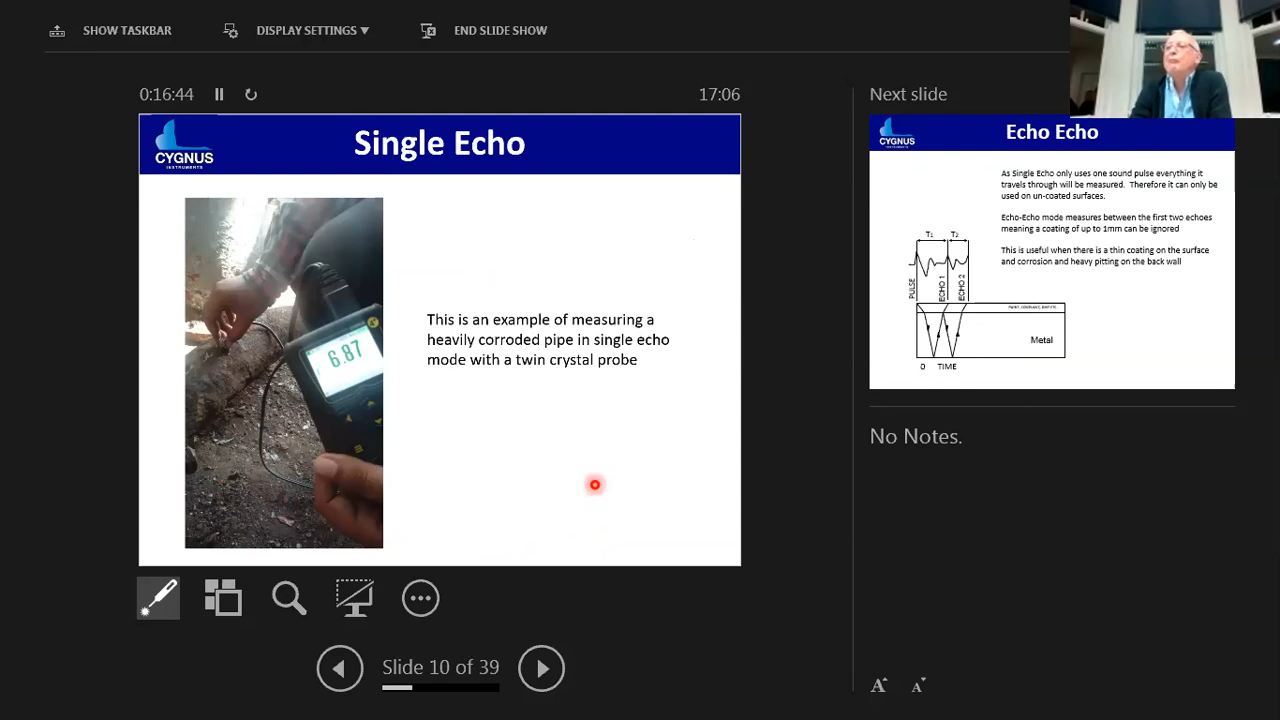 SHOW TASKBAR
DISPLAY SETTINGS ▾
END SLIDE SHOW
0:16:44
17:06
Next slide
CYGNUS
INSTRUMENTS
Single Echo
6.87
This is an example of measuring a
heavily corroded pipe in single echo
mode with a twin crystal probe
CYGNUS
INSTRUMENTS
Echo Echo
As Single Echo only uses one sound pulse everything it
travels through will be measured. Therefore it can only be
used on un-coated surfaces.
Echo-Echo mode measures between the first two echoes
meaning a coating of up to 1mm can be ignored
This is useful when there is a thin coating on the surface
and corrosion and heavy pitting on the back wall
T1
T2
PULSE
ECHO 1
ECHO 2
Metal
0 TIME
No Notes.
Slide 10 of 39
A A